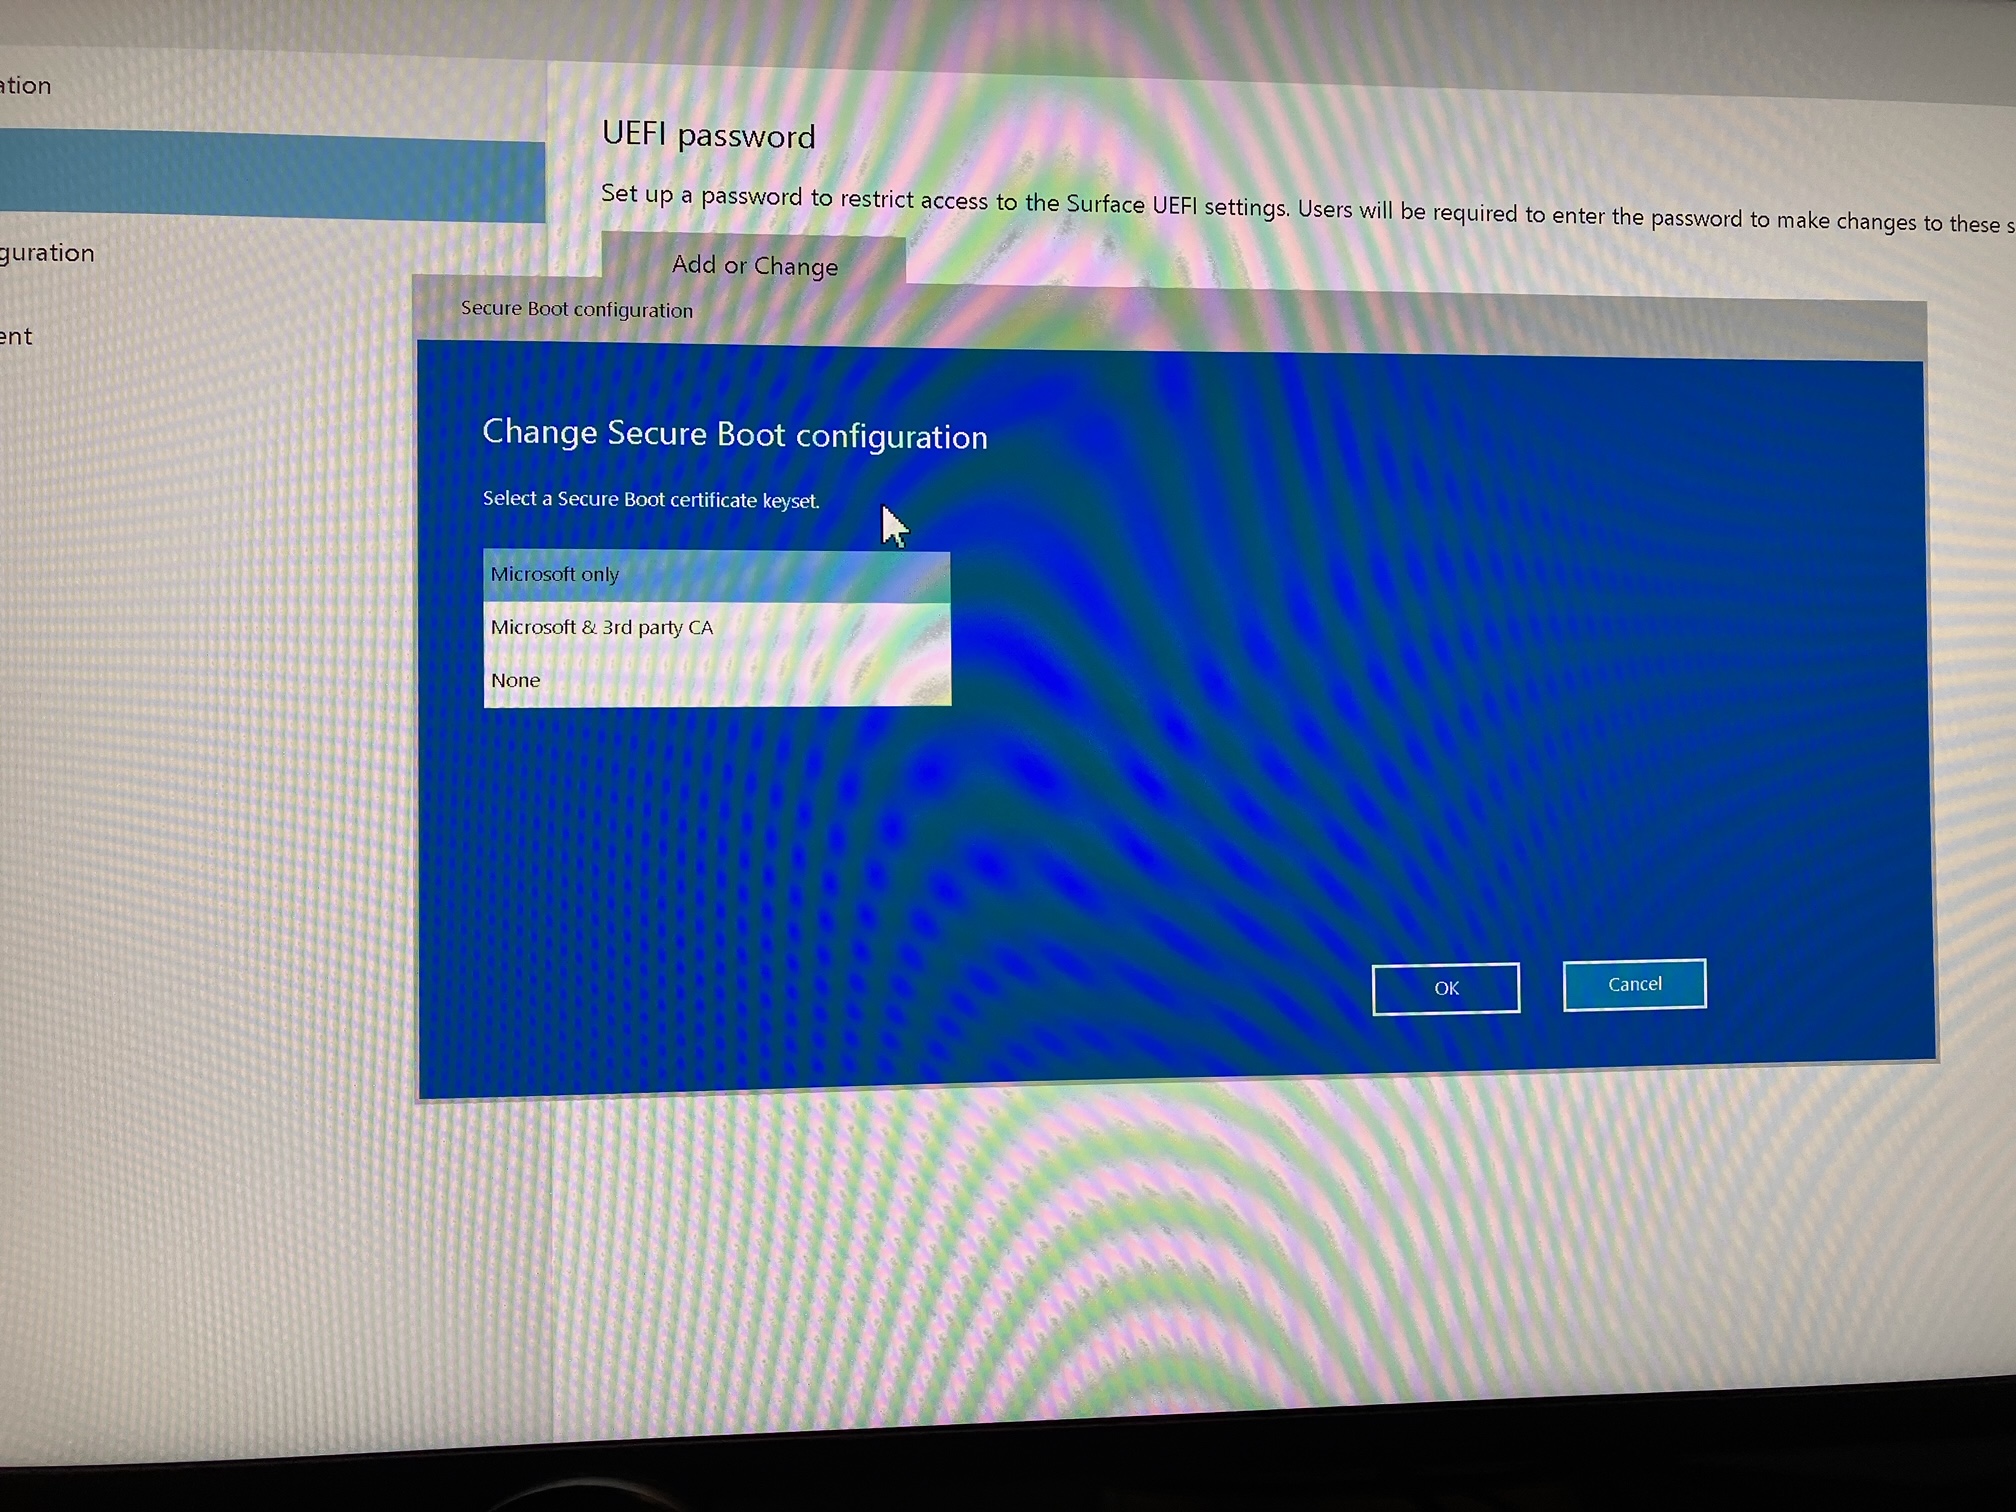 ation
guration
ent
UEFI password
Set up a password to restrict access to the Surface UEFI settings. Users will be required to enter the password to make changes to these s
Add or Change
Secure Boot configuration
Change Secure Boot configuration
Select a Secure Boot certificate keyset.
Microsoft only
Microsoft & 3rd party CA
None
OK
Cancel